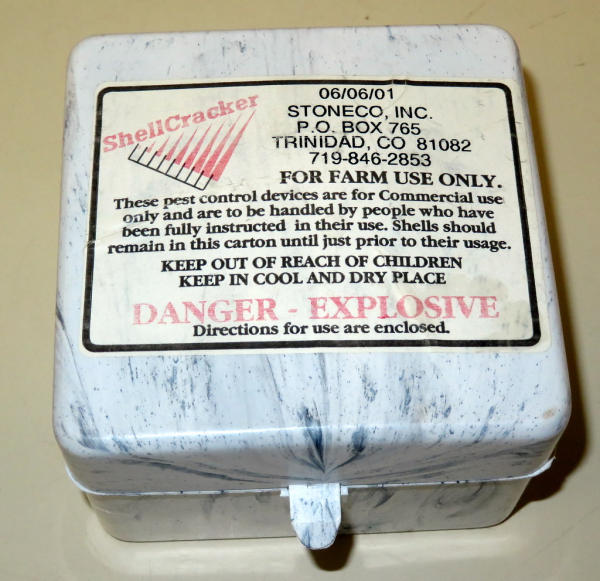 ShellCracker
06/06/01
STONECO, INC.
P.O. BOX 765
TRINIDAD, CO 81082
719-846-2853
FOR FARM USE ONLY.
These pest control devices are for Commercial use
only and are to be handled by people who have
been fully instructed in their use. Shells should
remain in this carton until just prior to their usage.
KEEP OUT OF REACH OF CHILDREN
KEEP IN COOL AND DRY PLACE
DANGER - EXPLOSIVE
Directions for use are enclosed.